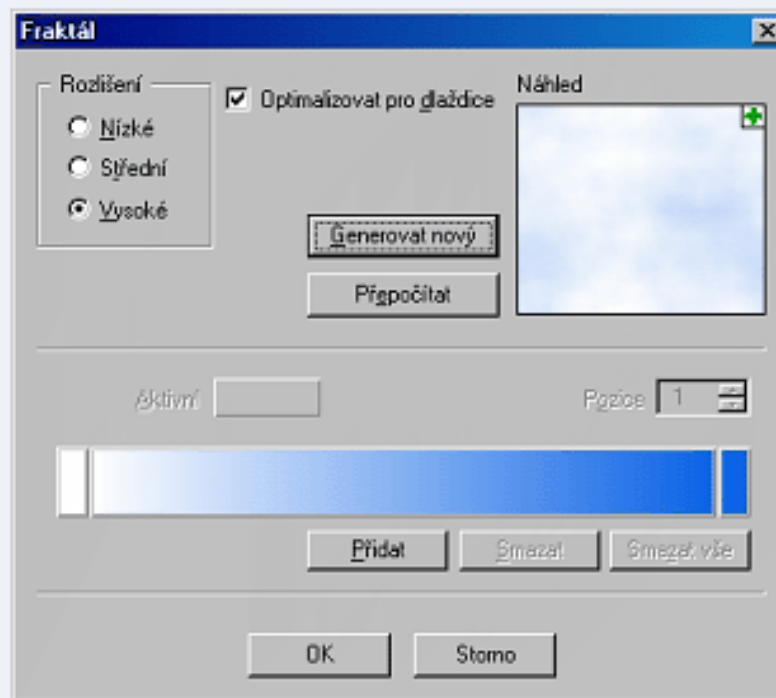 Fraktál
Rozlišení
Nízké
Střední
Vysoké
Optimalizovat pro dlaždice
Náhled
Generovat nový
Přepočítat
Aktivní
Pozice 1
Přidat
Smazat
Smazat vše
OK
Storno